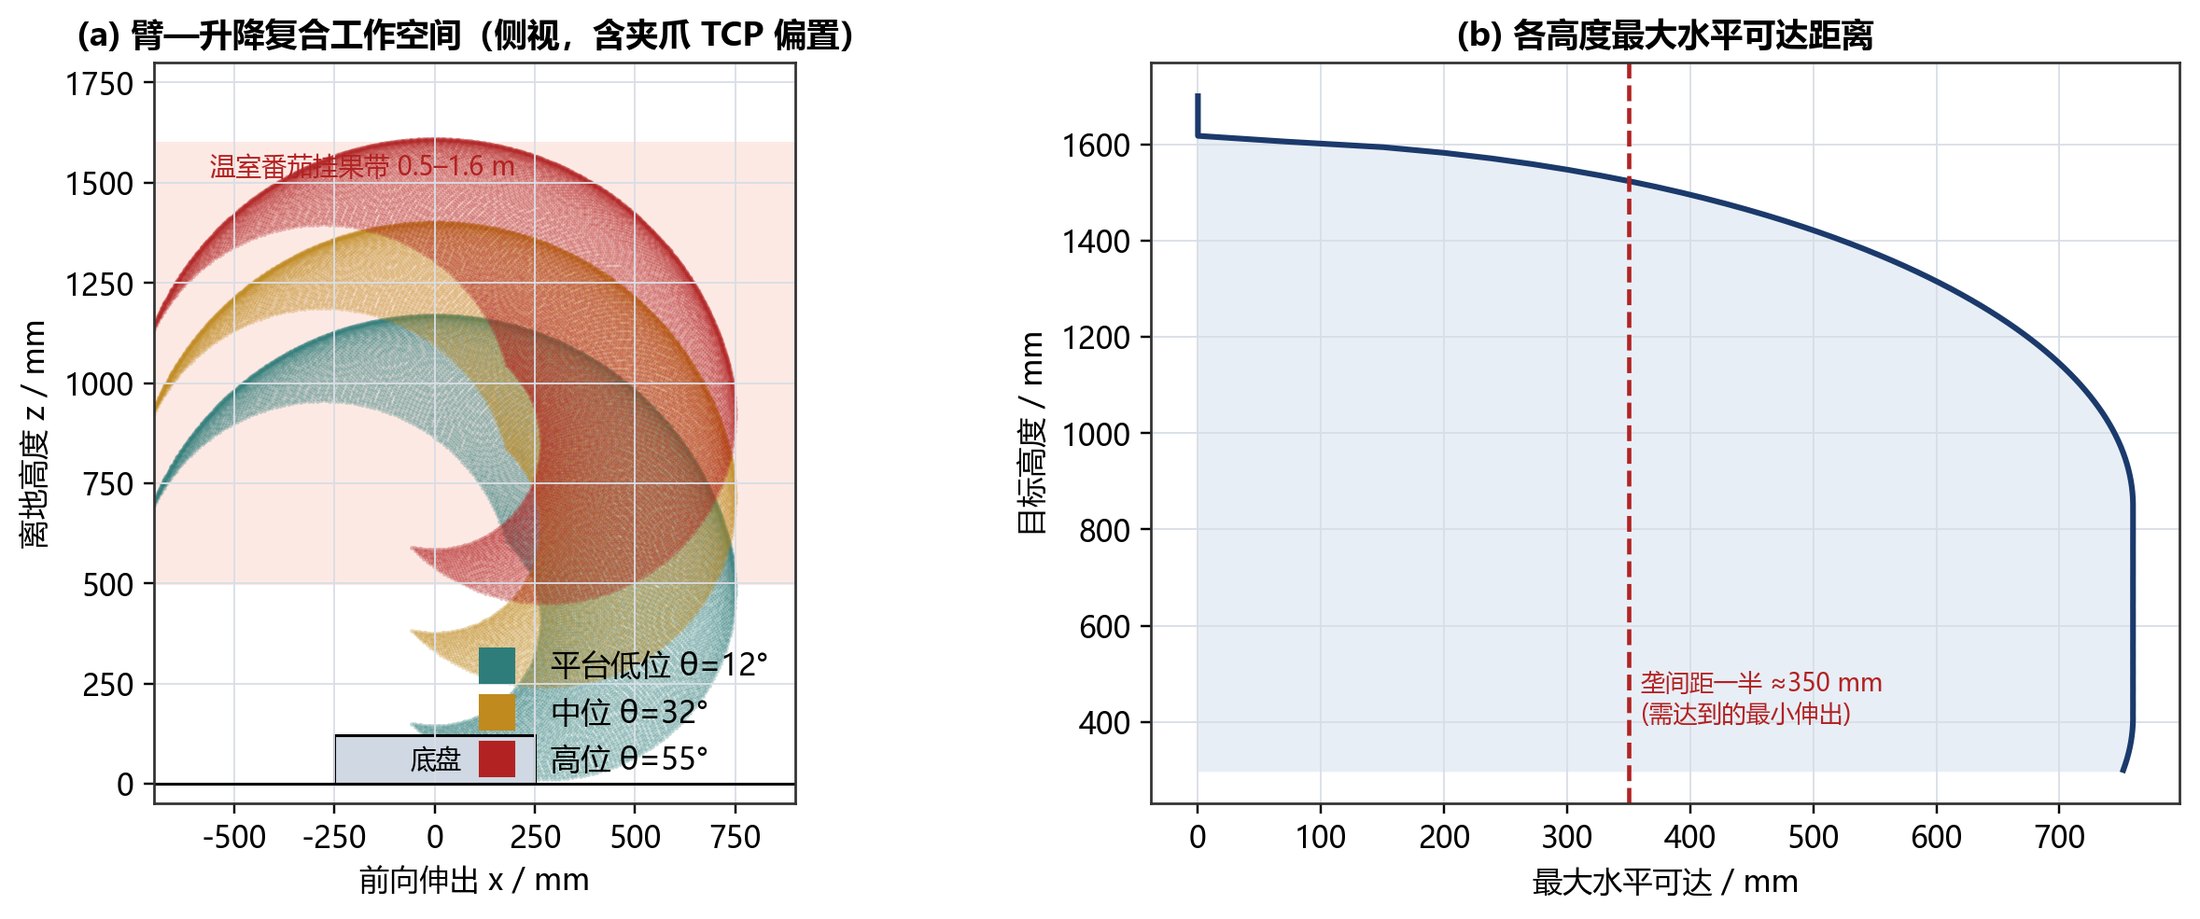 (a) 臂—升降复合工作空间（侧视，含夹爪 TCP 偏置）
1750
1500
1250
1000
750
500
250
0
离地高度 z / mm
温室番茄挂果带 0.5–1.6 m
平台低位 θ=12°
中位 θ=32°
高位 θ=55°
底盘
-500
-250
0
250
500
750
前向伸出 x / mm
(b) 各高度最大水平可达距离
1600
1400
1200
1000
800
600
400
目标高度 / mm
垄间距一半 ≈350 mm
(需达到的最小伸出)
0
100
200
300
400
500
600
700
最大水平可达 / mm